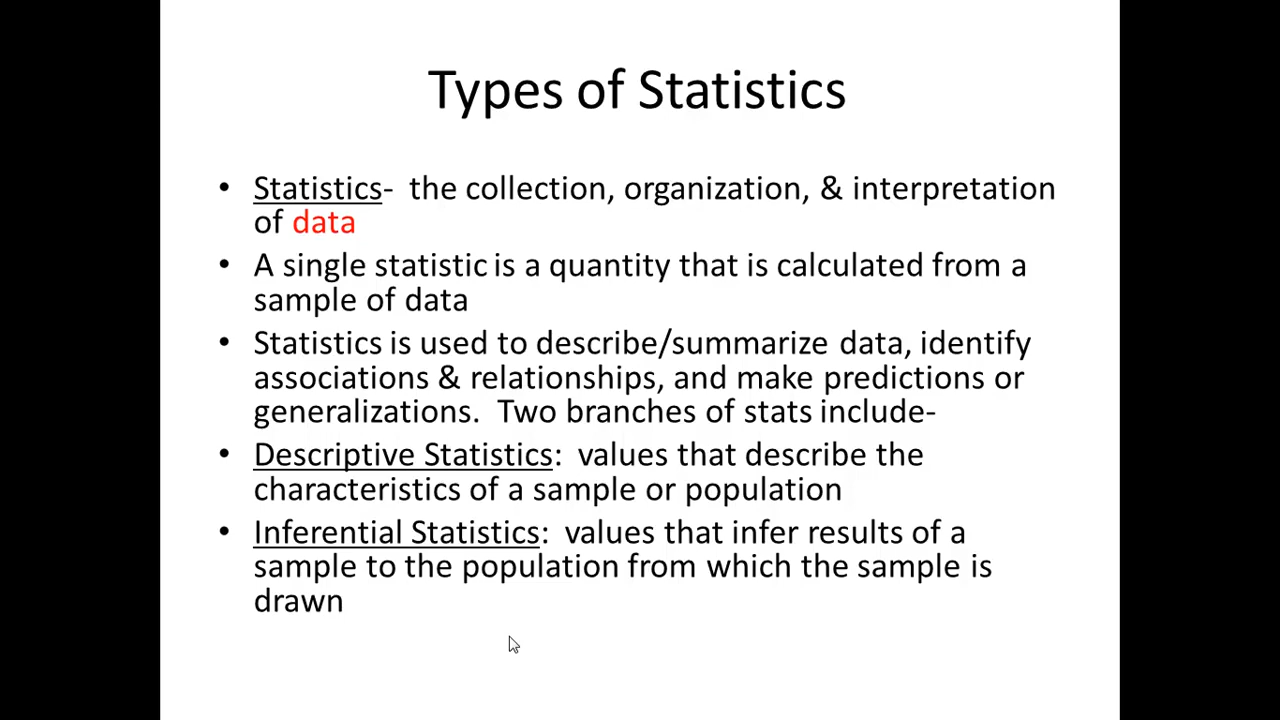 Types of Statistics
• Statistics-  the collection, organization, & interpretation
of data
• A single statistic is a quantity that is calculated from a
sample of data
• Statistics is used to describe/summarize data, identify
associations & relationships, and make predictions or
generalizations.  Two branches of stats include-
• Descriptive Statistics:  values that describe the
characteristics of a sample or population
• Inferential Statistics:  values that infer results of a
sample to the population from which the sample is
drawn